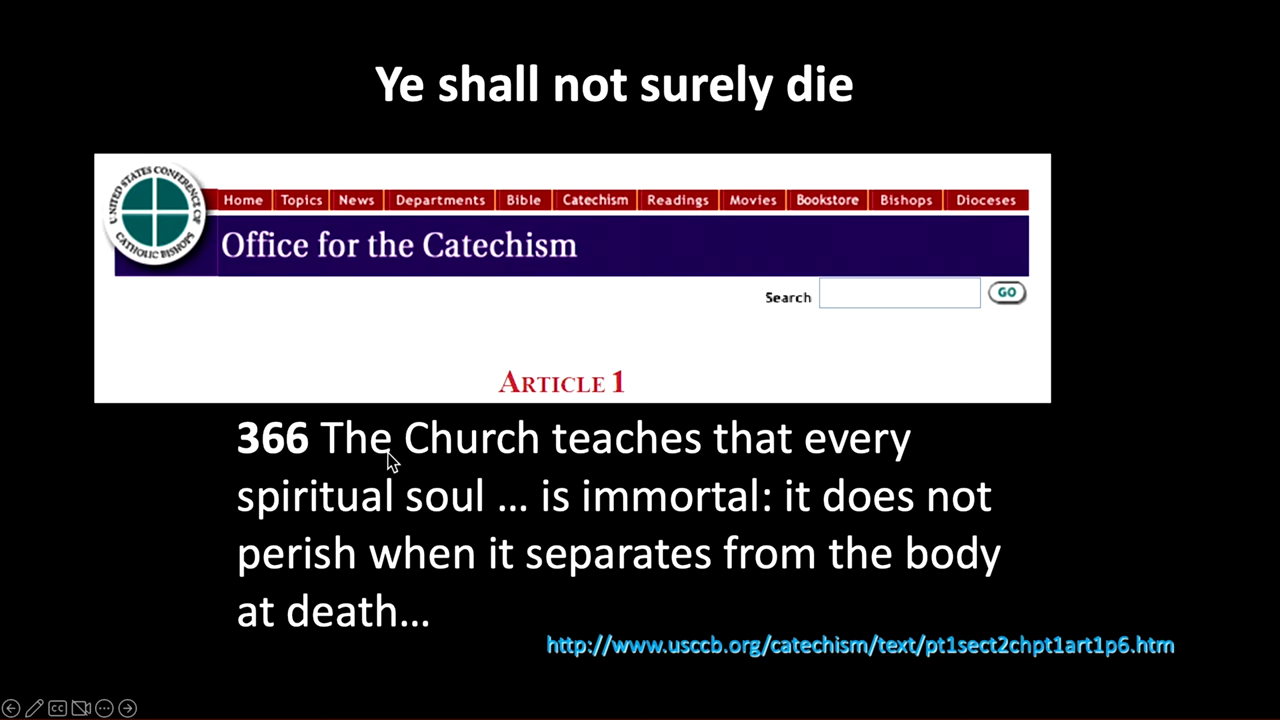 Ye shall not surely die
UNITED STATES CONFERENCE OF CATHOLIC BISHOPS
Home Topics News Departments Bible Catechism Readings Movies Bookstore Bishops Dioceses
Office for the Catechism
Search GO
ARTICLE 1
366 The Church teaches that every
spiritual soul ... is immortal: it does not
perish when it separates from the body
at death...
http://www.usccb.org/catechism/text/pt1sect2chpt1art1p6.htm
CC